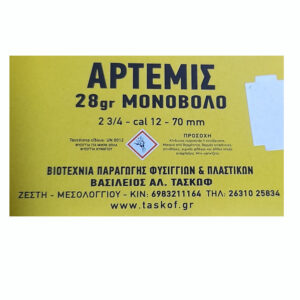 ΑΡΤΕΜΙΣ
28gr ΜΟΝΟΒΟΛΟ
2 3/4 - cal 12 - 70 mm
ΠΡΟΣΟΧΗ
ΒΙΟΤΕΧΝΙΑ ΠΑΡΑΓΩΓΗΣ ΦΥΣΙΓΓΙΩΝ & ΠΛΑΣΤΙΚΩΝ
ΒΑΣΙΛΕΙΟΣ ΑΛ. ΤΑΣΚΩΦ
ΖΕΣΤΗ - ΜΕΣΟΛΟΓΓΙΟΥ - ΚΙΝ: 6983211164 ΤΗΛ: 26310 25834
www.taskof.gr